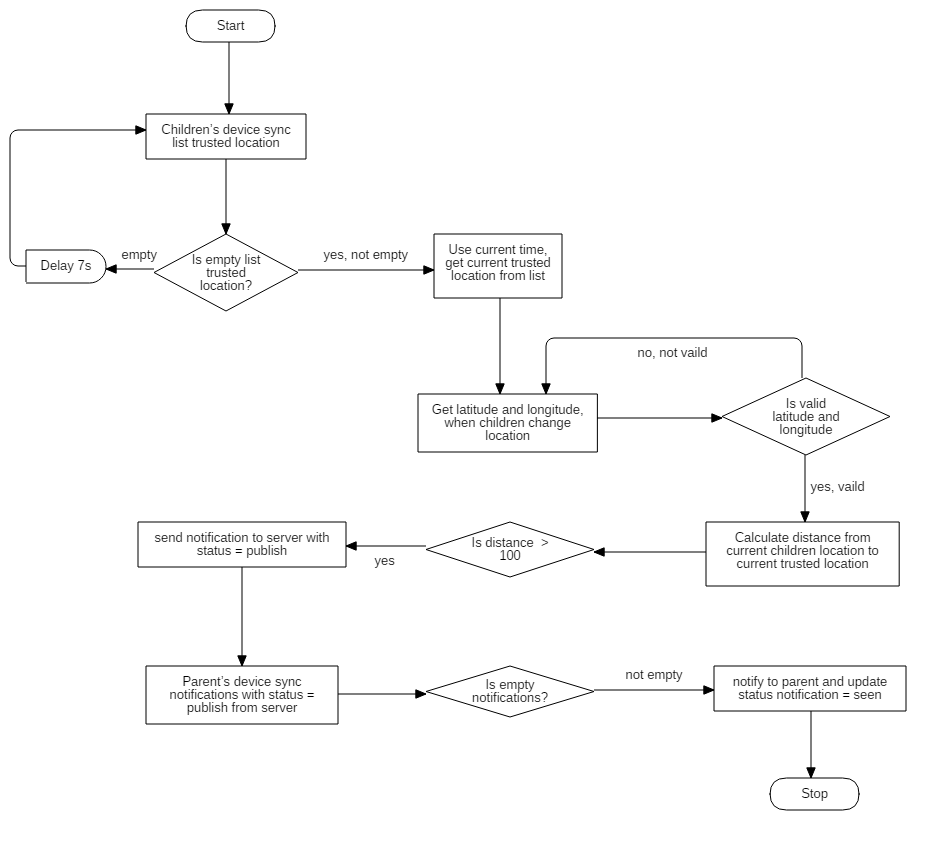 Start
Children's device sync
list trusted location
Is empty list
trusted
location?
empty
Delay 7s
yes, not empty
Use current time,
get current trusted
location from list
no, not vaild
Get latitude and longitude,
when children change
location
Is valid
latitude and
longitude
yes, vaild
Calculate distance from
current children location to
current trusted location
Is distance >
100
yes
send notification to server with
status = publish
Parent's device sync
notifications with status =
publish from server
Is empty
notifications?
not empty
notify to parent and update
status notification = seen
Stop